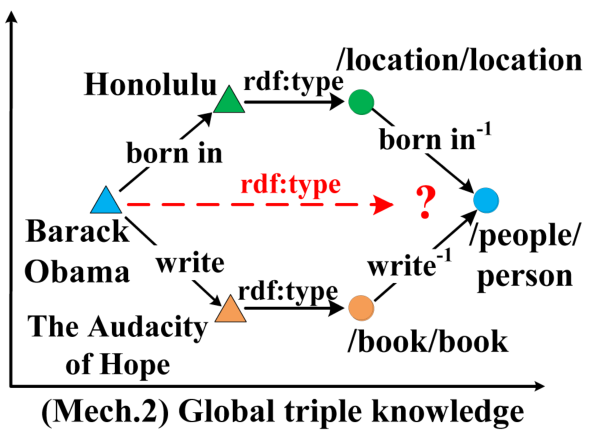 /location/location
Honolulu
rdf:type
born in
born in-1
rdf:type
?
Barack
Obama
/people/
person
write
write-1
rdf:type
The Audacity
of Hope
/book/book
(Mech.2) Global triple knowledge